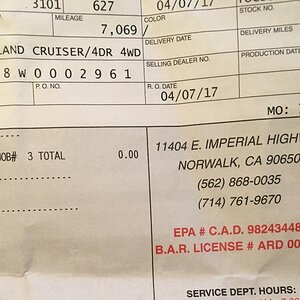 3101 627 04/07/17
STOCK NO.
MILEAGE COLOR
7,069 /
DELIVERY DATE DELIVERY MILES
LAND CRUISER/4DR 4WD
SELLING DEALER NO. PRODUCTION DATE
8W0002961
P. O. NO. R. O. DATE
04/07/17
MO:
JOB# 3 TOTAL 0.00
11404 E. IMPERIAL HIGH
NORWALK, CA 90650
(562) 868-0035
(714) 761-9670
EPA # C.A.D. 98243448
B.A.R. LICENSE # ARD 00
SERVICE DEPT. HOURS: